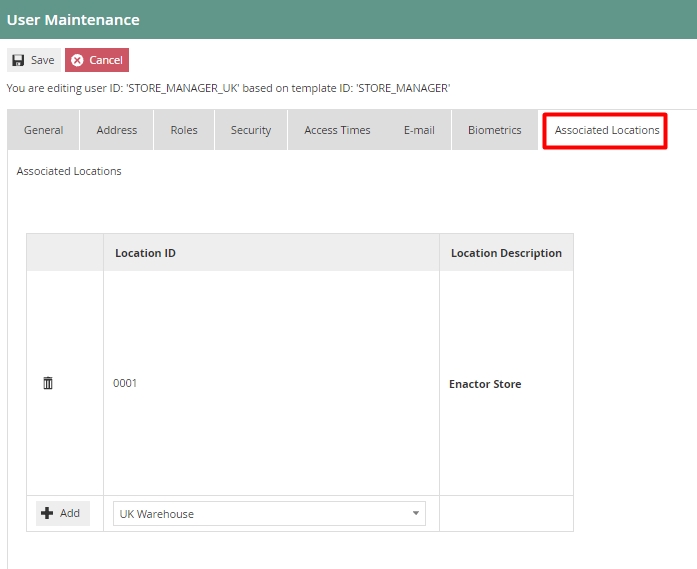 User Maintenance
Save Cancel
You are editing user ID: 'STORE_MANAGER_UK' based on template ID: 'STORE_MANAGER'
General Address Roles Security Access Times E-mail Biometrics Associated Locations
Associated Locations
Location ID Location Description
0001 Enactor Store
Add UK Warehouse